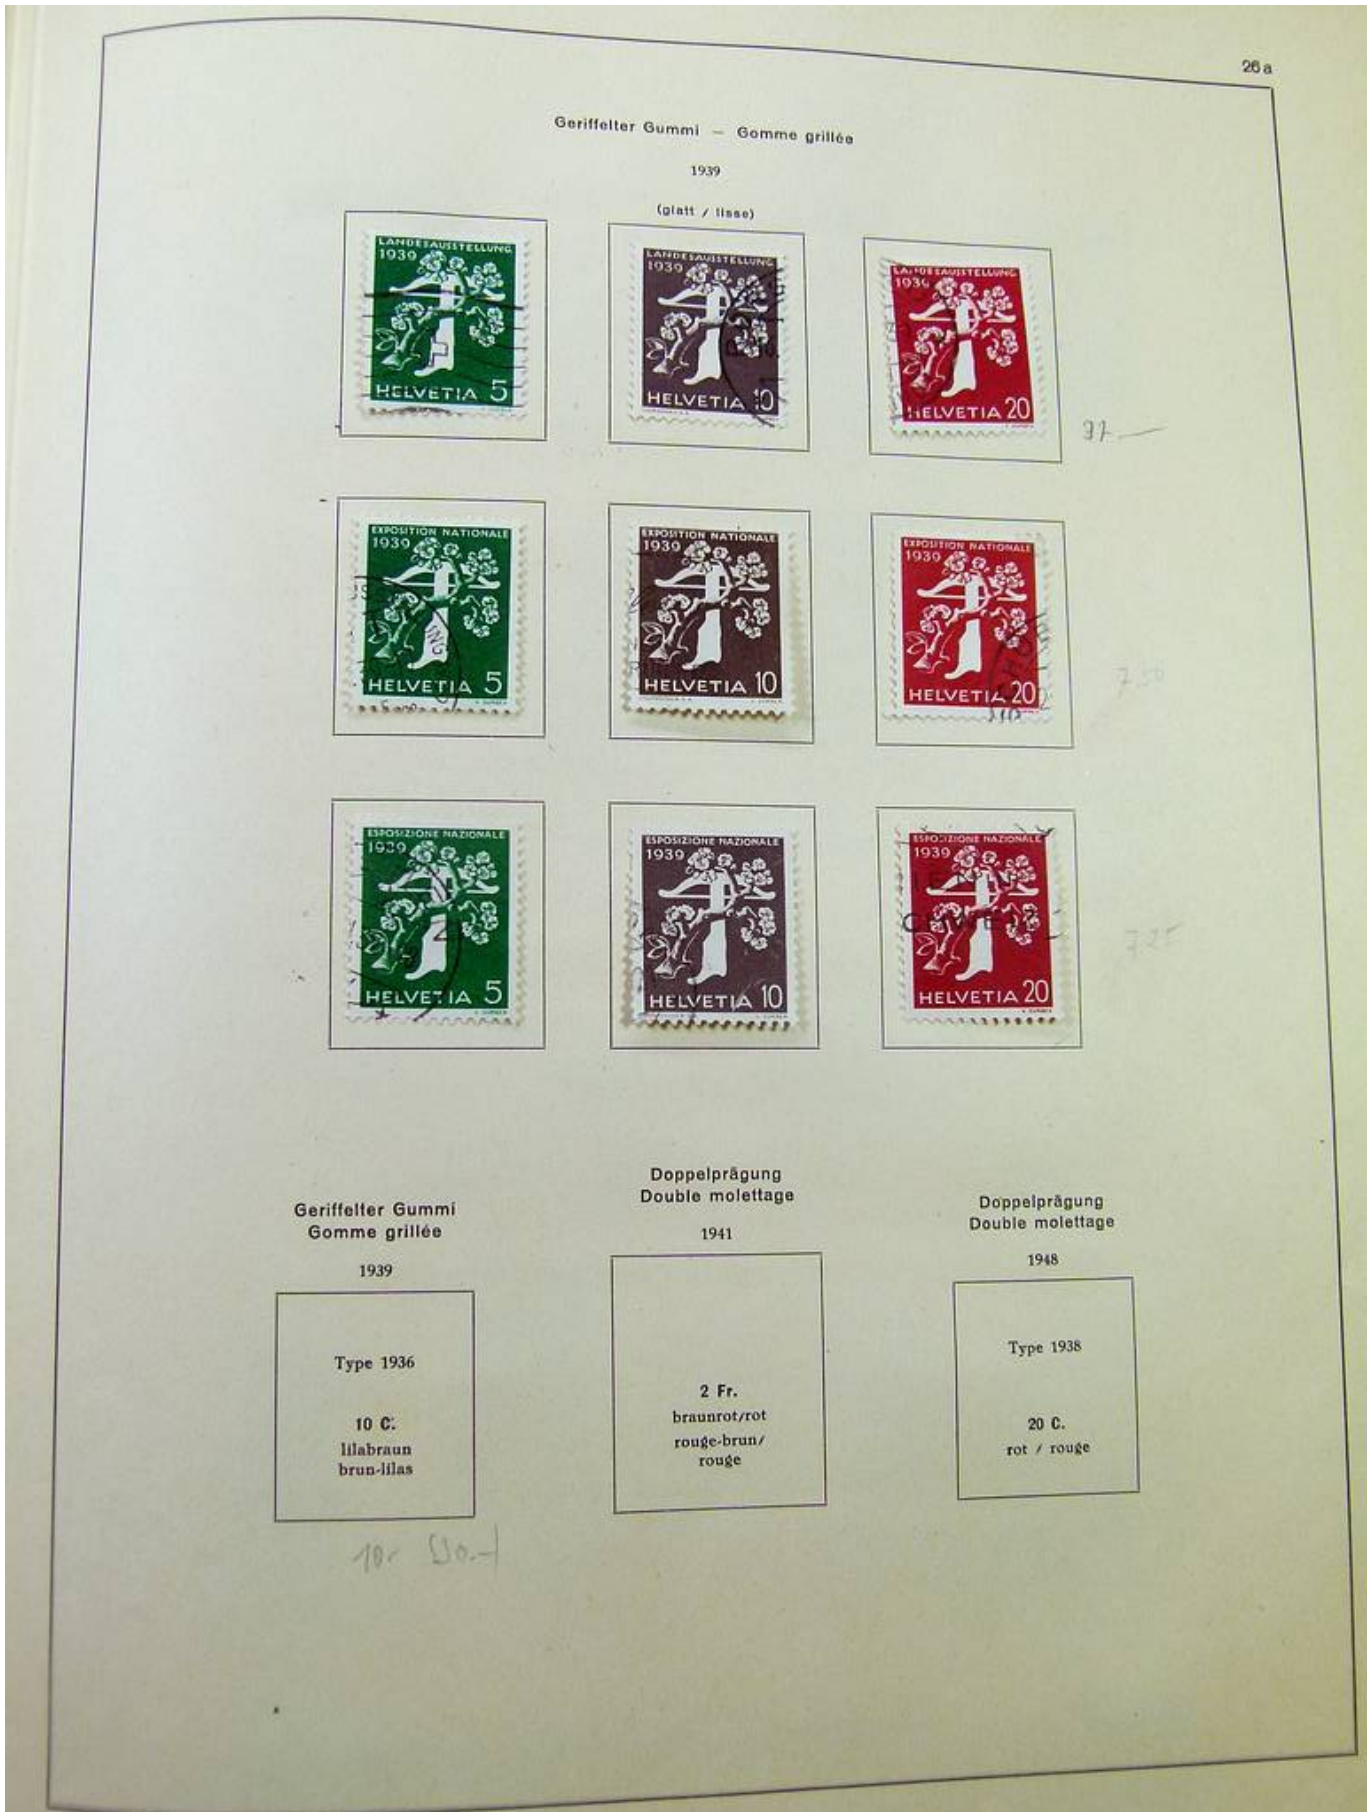 26a
Geriffelter Gummi — Gomme grillée
1939
(glatt / lisse)
LANDESAUSSTELLUNG
1939
HELVETIA 5
LANDESAUSSTELLUNG
1939
HELVETIA 10
LANDESAUSSTELLUNG
1939
HELVETIA 20
EXPOSITION NATIONALE
1939
HELVETIA 5
EXPOSITION NATIONALE
1939
HELVETIA 10
EXPOSITION NATIONALE
1939
HELVETIA 20
7.50
ESPOSIZIONE NAZIONALE
1939
HELVETIA 5
ESPOSIZIONE NAZIONALE
1939
HELVETIA 10
ESPOSIZIONE NAZIONALE
1939
HELVETIA 20
Geriffelter Gummi
Gomme grillée
1939
Type 1936
10 C.
lilabraun
brun-lilas
Doppelprägung
Double molettage
1941
2 Fr.
braunrot/rot
rouge-brun/
rouge
Doppelprägung
Double molettage
1948
Type 1938
20 C.
rot / rouge